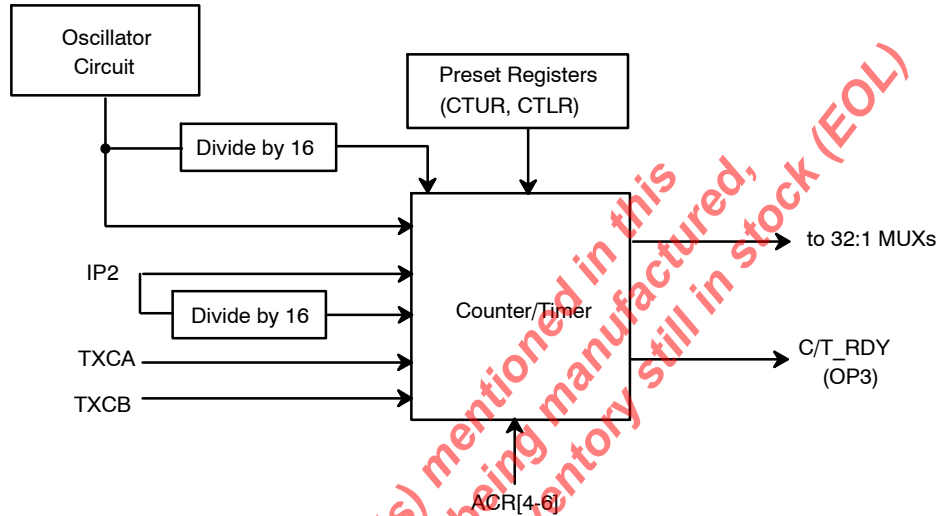 Oscillator
Circuit
Preset Registers
(CTUR, CTLR)
Divide by 16
to 32:1 MUXs
IP2
Divide by 16
Counter/Timer
TXCA
C/T_RDY
(OP3)
TXCB
ACR[4-6]
s) mentioned in this
being manufactured,
ventory still in stock (EOL)